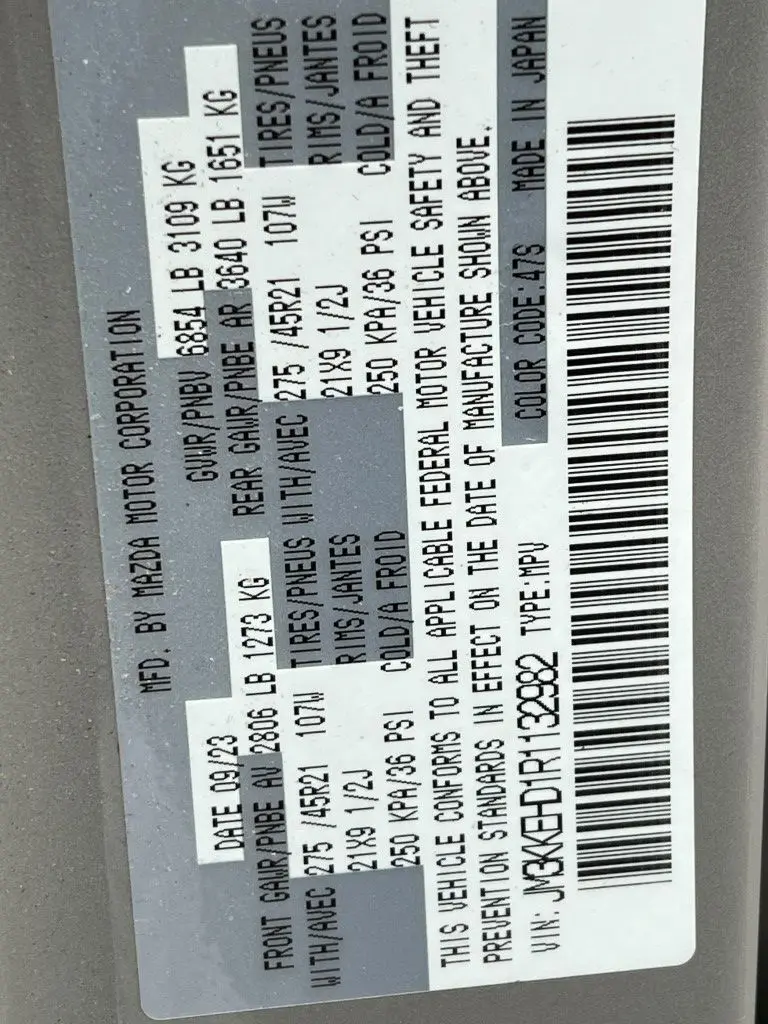 MFD. BY MAZDA MOTOR CORPORATION
DATE 09/23 GVWR/PNBV 6854 LB 3109 KG
FRONT GAWR/PNBE AV 2806 LB 1273 KG REAR GAWR/PNBE AR 3640 LB 1651 KG
WITH/AVEC 275 /45R21 107W TIRES/PNEUS WITH/AVEC 275 /45R21 107W TIRES/PNEUS
21X9 1/2J RIMS/JANTES 21X9 1/2J RIMS/JANTES
250 KPA/36 PSI COLD/A FROID 250 KPA/36 PSI COLD/A FROID
THIS VEHICLE CONFORMS TO ALL APPLICABLE FEDERAL MOTOR VEHICLE SAFETY AND THEFT
PREVENTION STANDARDS IN EFFECT ON THE DATE OF MANUFACTURE SHOWN ABOVE.
VIN: JM3KKEHD1R1132982 TYPE:MPV COLOR CODE:47S MADE IN JAPAN